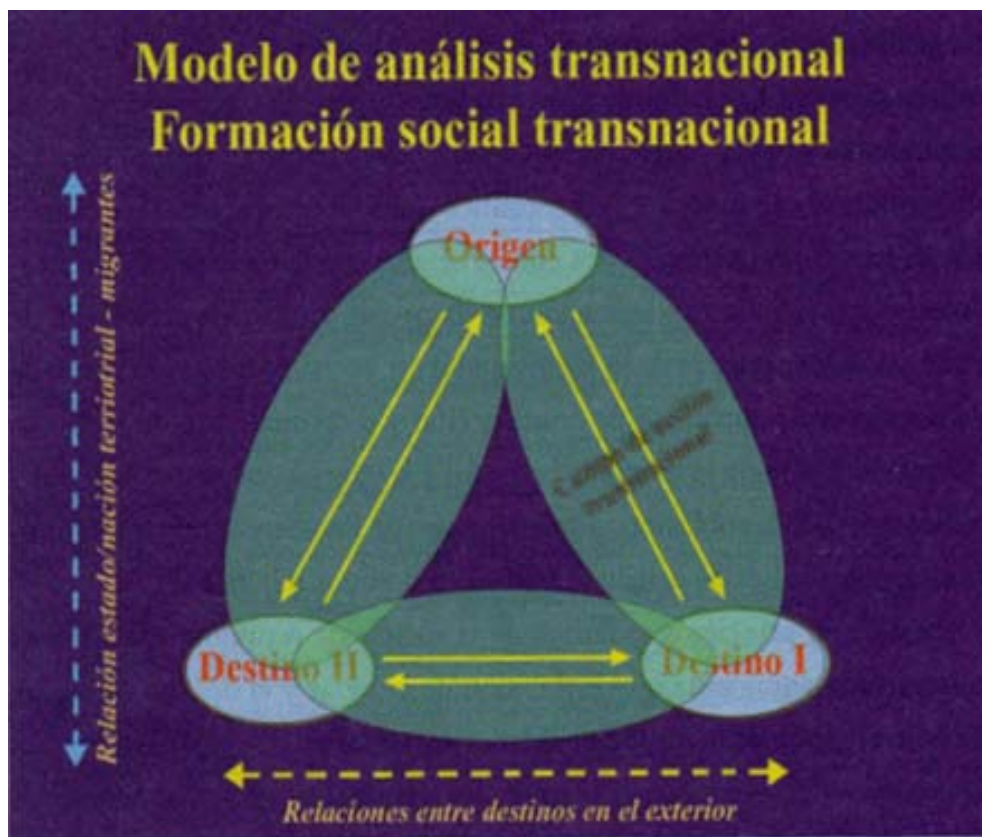 Modelo de análisis transnacional
Formación social transnacional
Relación estado/nación terriotrial - migrantes
Origen
transnacional
Destino II
Destino I
Relaciones entre destinos en el exterior